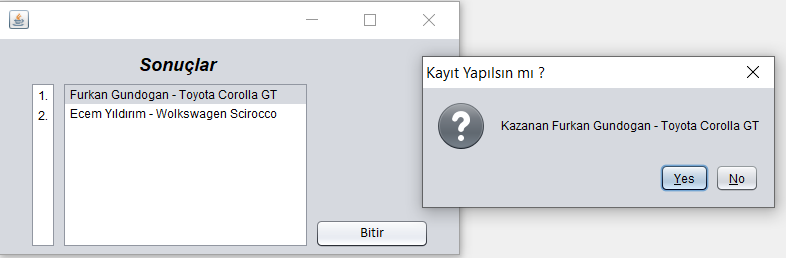 Sonuçlar
1. Furkan Gundogan - Toyota Corolla GT
2. Ecem Yıldırım - Wolkswagen Scirocco
Bitir
Kayıt Yapılsın mı ?
Kazanan Furkan Gundogan - Toyota Corolla GT
Yes No